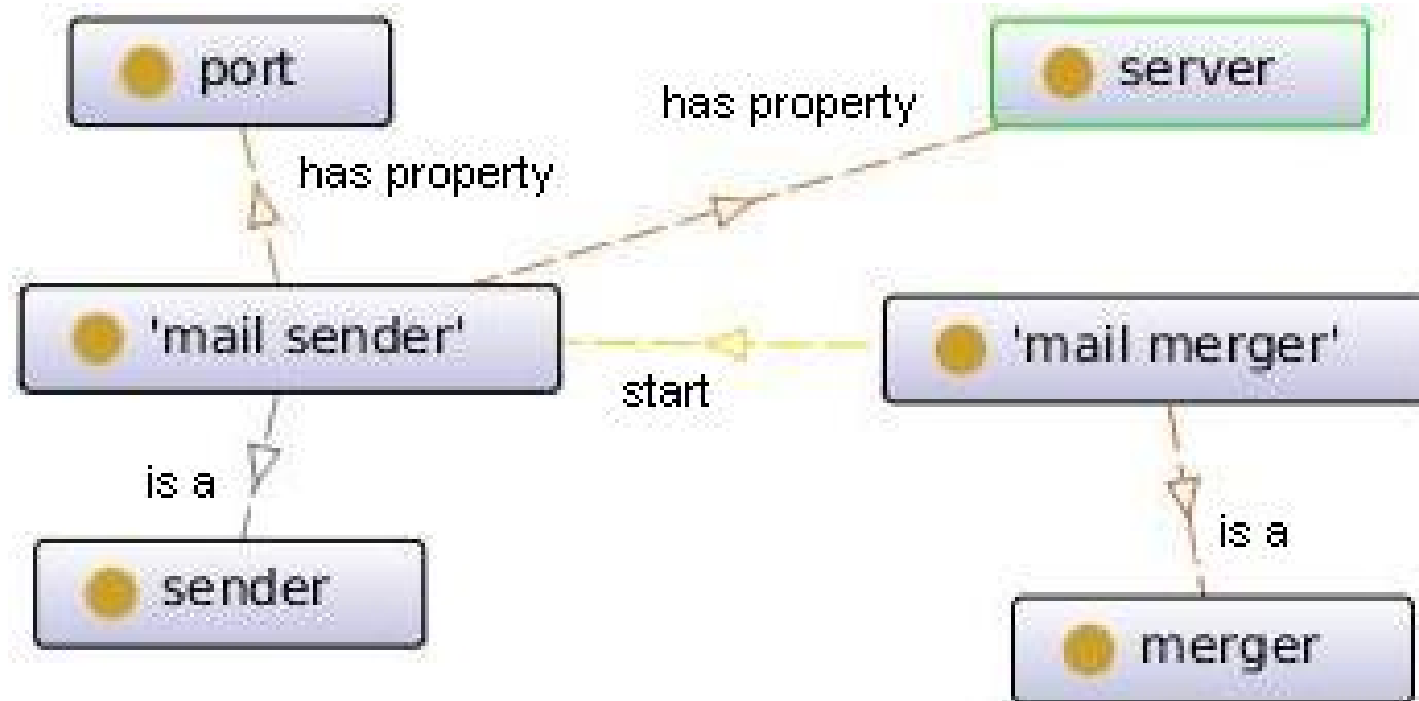 port
server
has property
has property
'mail sender'
'mail merger'
start
is a
is a
sender
merger